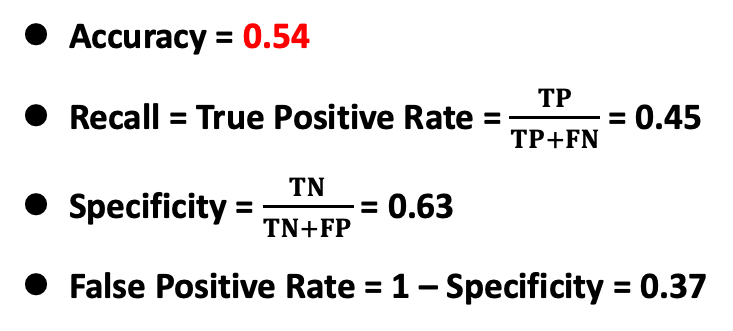 ● Accuracy = 0.54
● Recall = True Positive Rate = TP/TP+FN = 0.45
● Specificity = TN/TN+FP = 0.63
● False Positive Rate = 1 – Specificity = 0.37